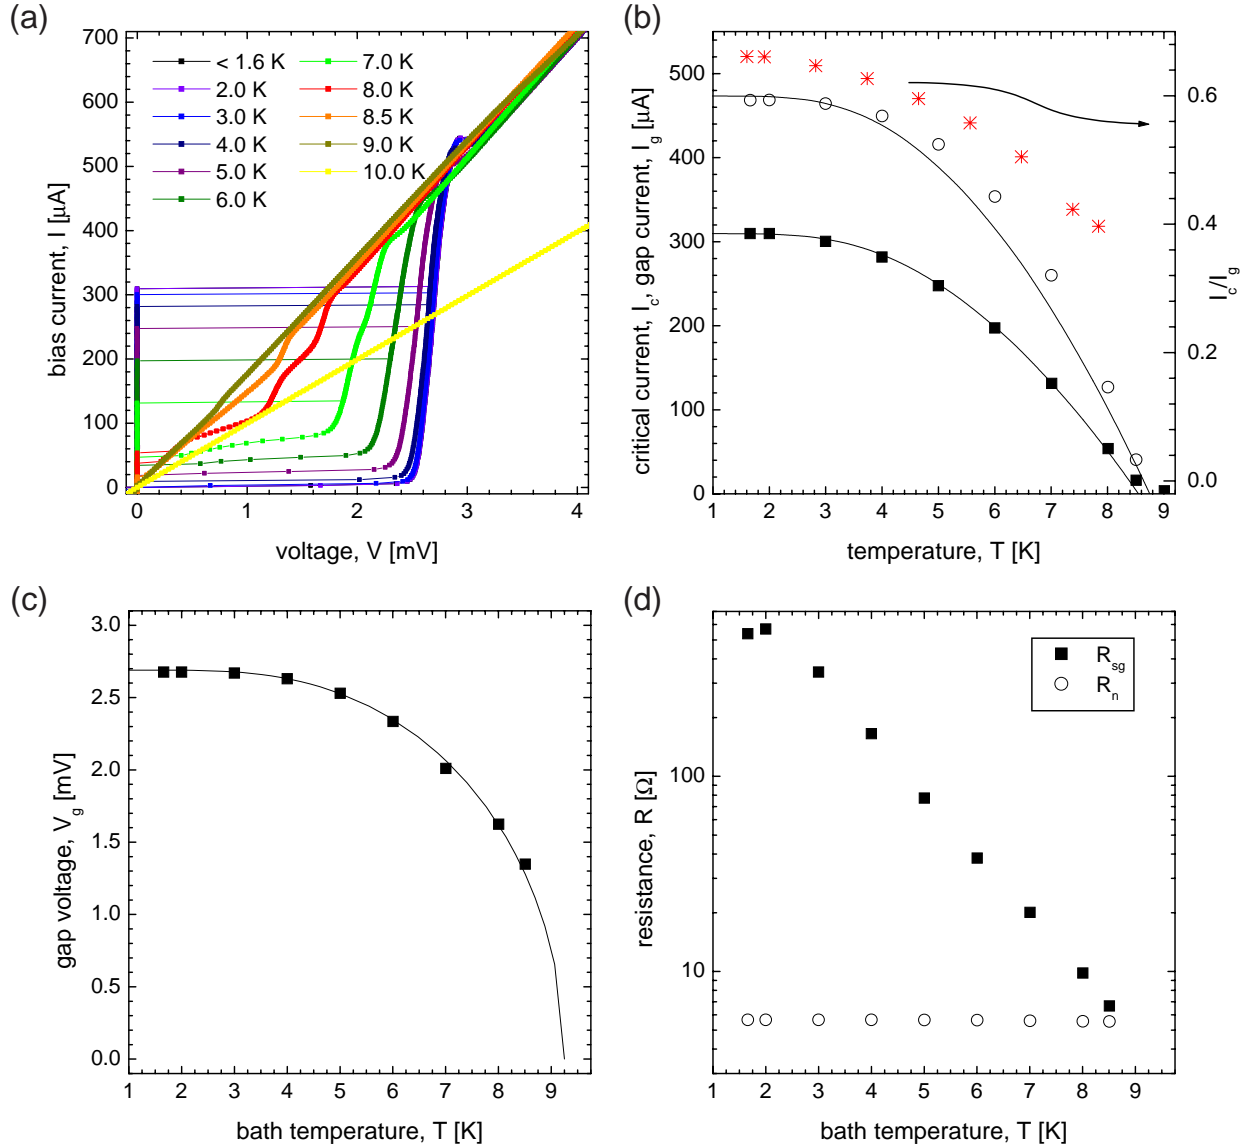 (a)
700
600
500
400
300
200
100
0
0 1 2 3 4
bias current, I [μA]
voltage, V [mV]
< 1.6 K
2.0 K
3.0 K
4.0 K
5.0 K
6.0 K
7.0 K
8.0 K
8.5 K
9.0 K
10.0 K
(b)
500
400
300
200
100
0
1 2 3 4 5 6 7 8 9
0.6
0.4
0.2
0.0
critical current, I_c, gap current, I_g [μA]
temperature, T [K]
I_c/I_g
(c)
3.0
2.5
2.0
1.5
1.0
0.5
0.0
1 2 3 4 5 6 7 8 9
gap voltage, V_g [mV]
bath temperature, T [K]
(d)
100
10
1 2 3 4 5 6 7 8 9
resistance, R [Ω]
bath temperature, T [K]
R_sg
R_n